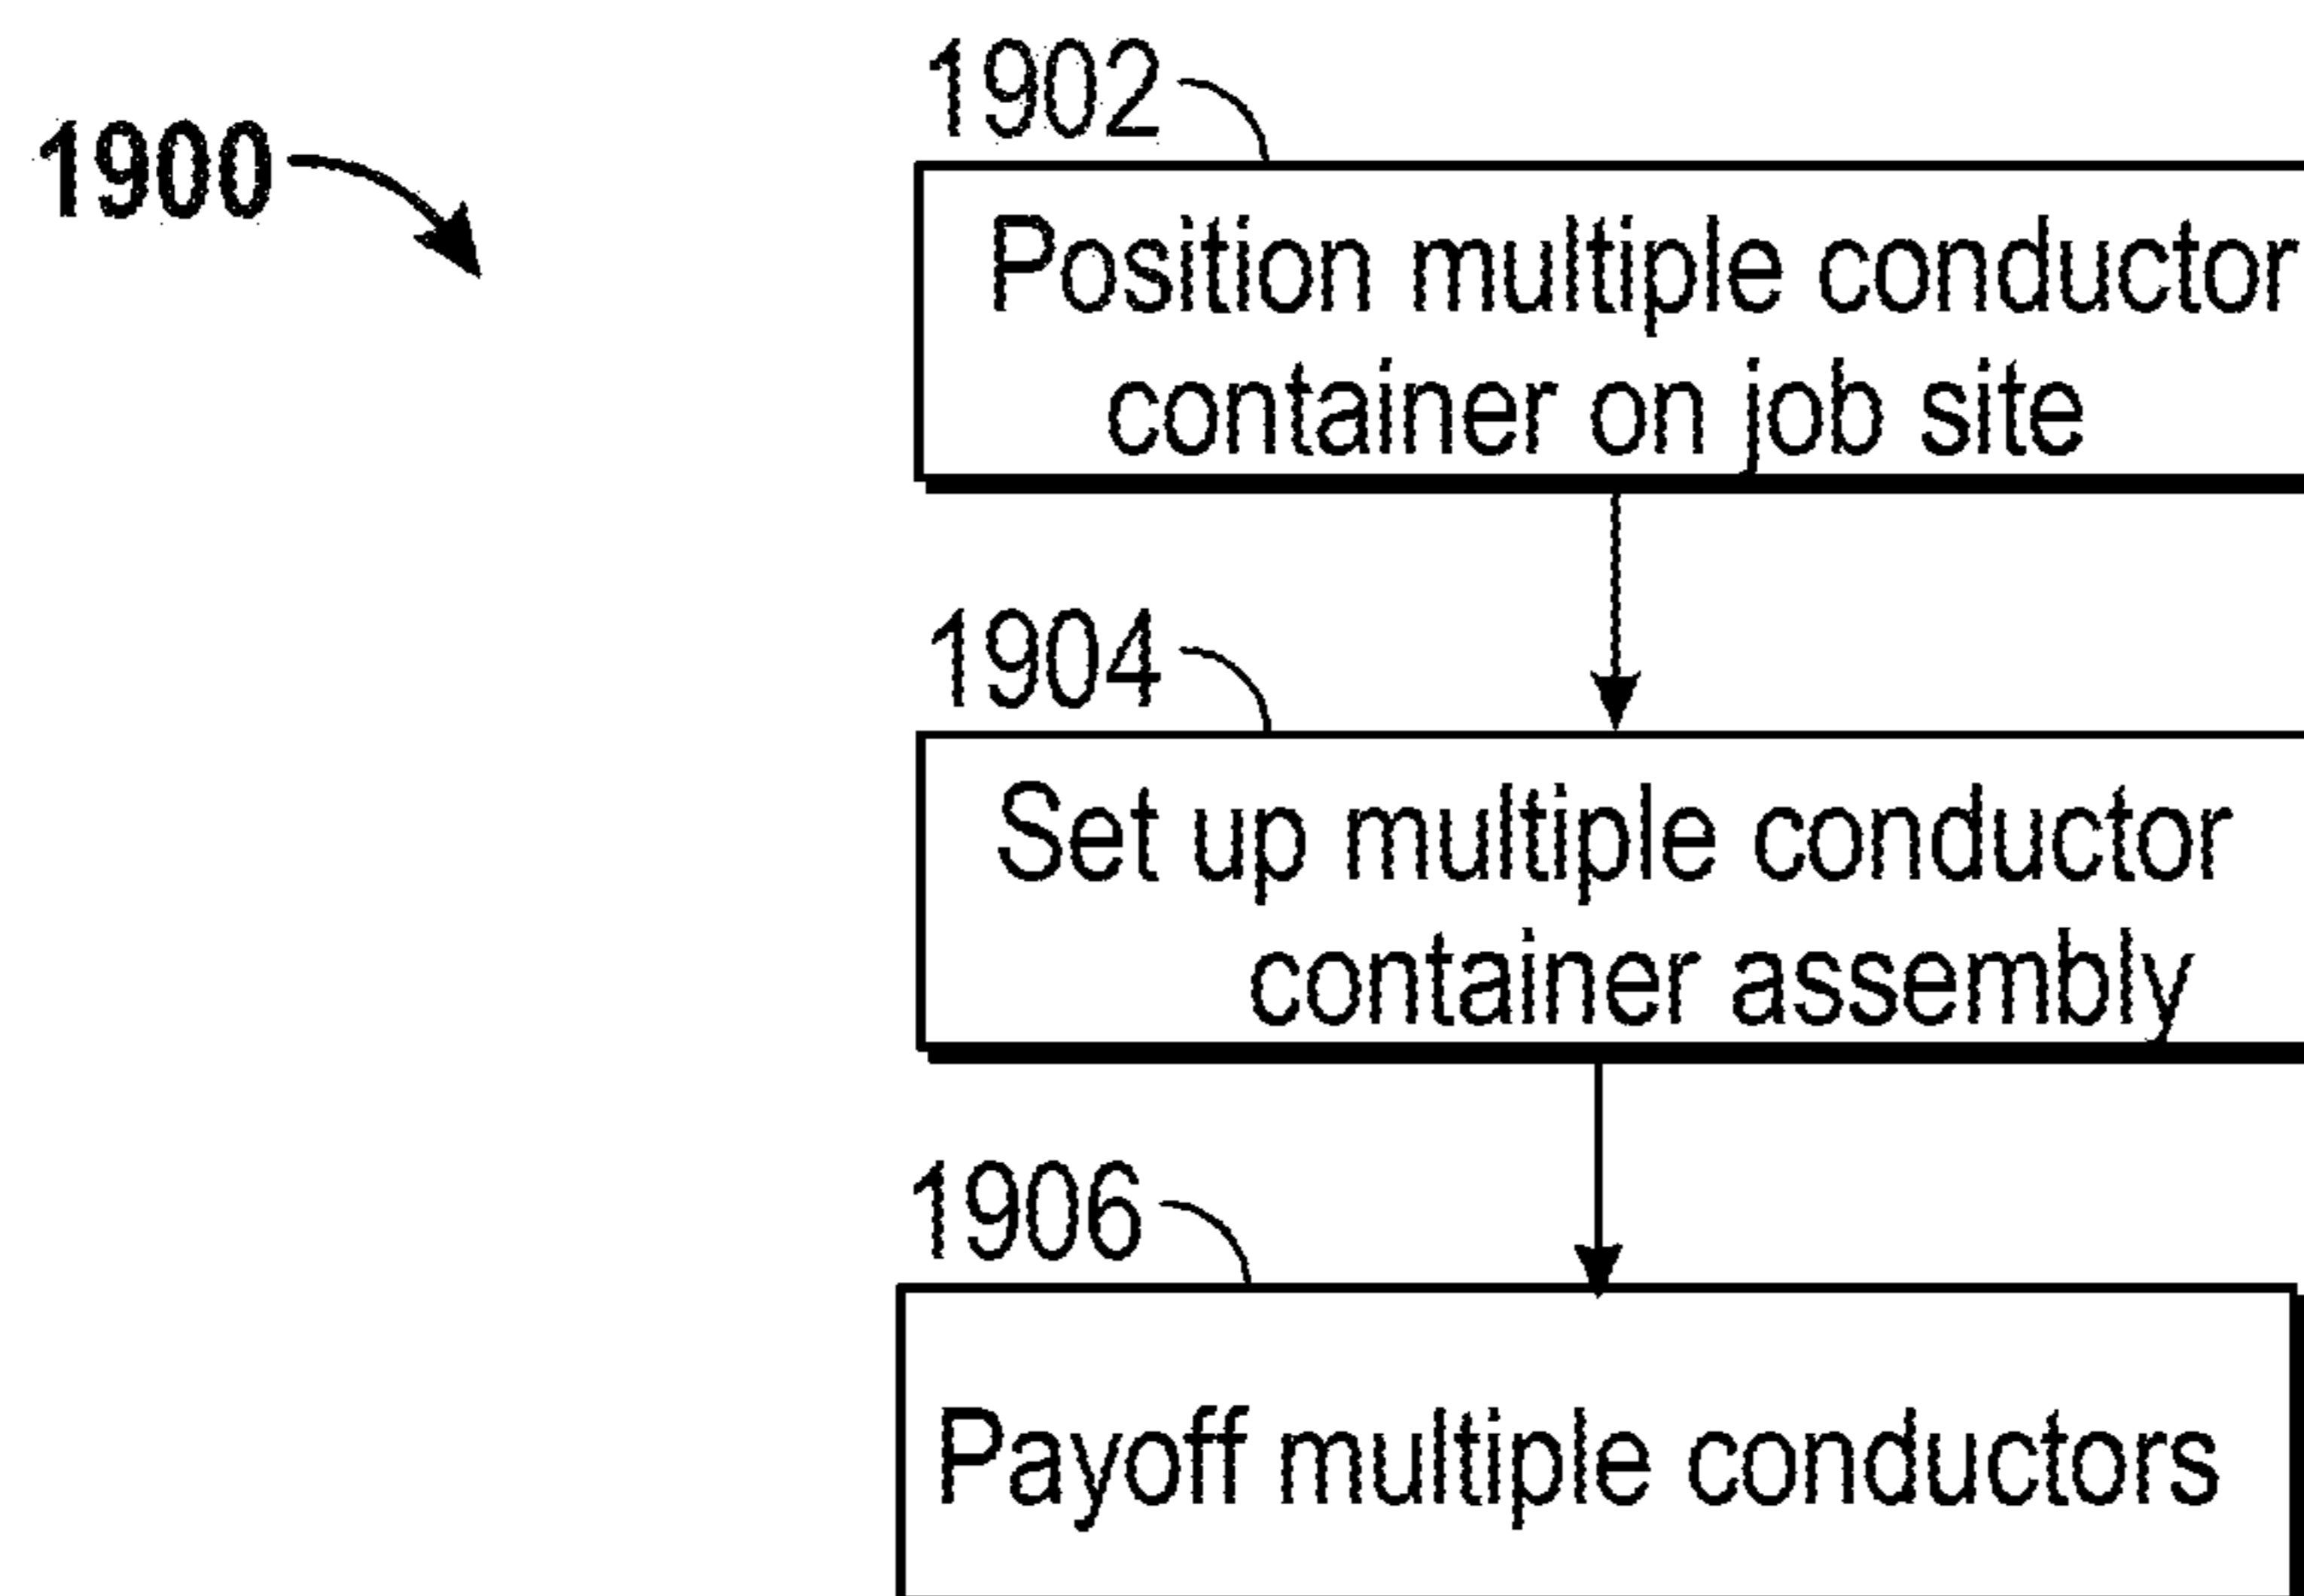 1900
1902
Position multiple conductor
container on job site
1904
Set up multiple conductor
container assembly
1906
Payoff multiple conductors